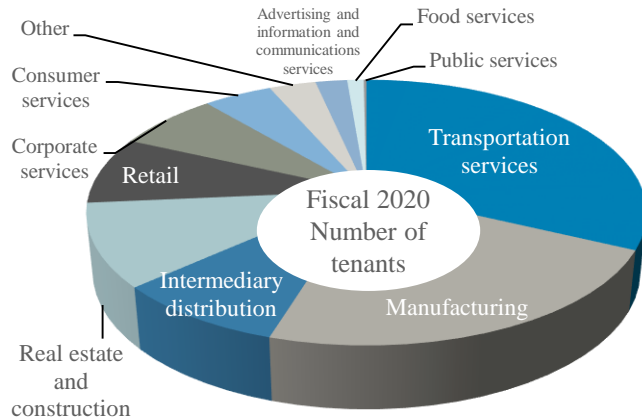 Other
Advertising and
information and
communications
services
Food services
Public services
Consumer
services
Corporate
services
Retail
Transportation
services
Fiscal 2020
Number of
tenants
Intermediary
distribution
Manufacturing
Real estate
and
construction